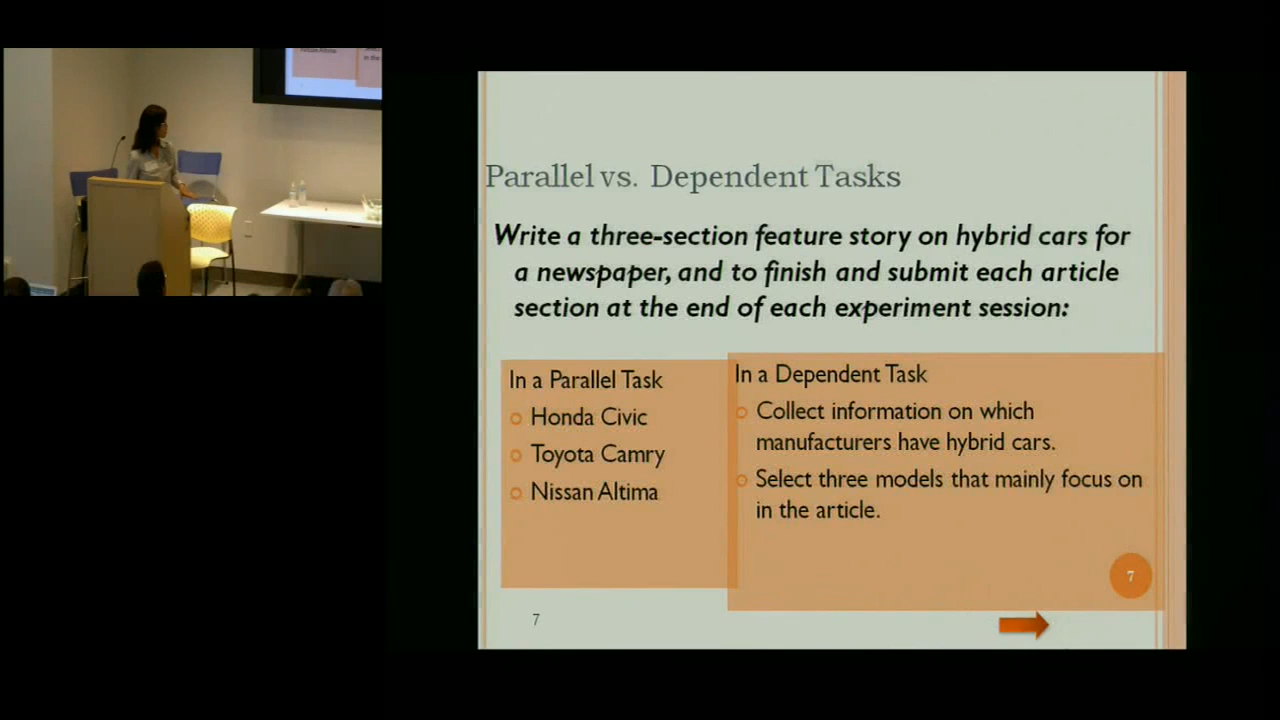 Parallel vs. Dependent Tasks
Write a three-section feature story on hybrid cars for
a newspaper, and to finish and submit each article
section at the end of each experiment session:
In a Parallel Task
Honda Civic
Toyota Camry
Nissan Altima
In a Dependent Task
Collect information on which
manufacturers have hybrid cars.
Select three models that mainly focus on
in the article.
7
7